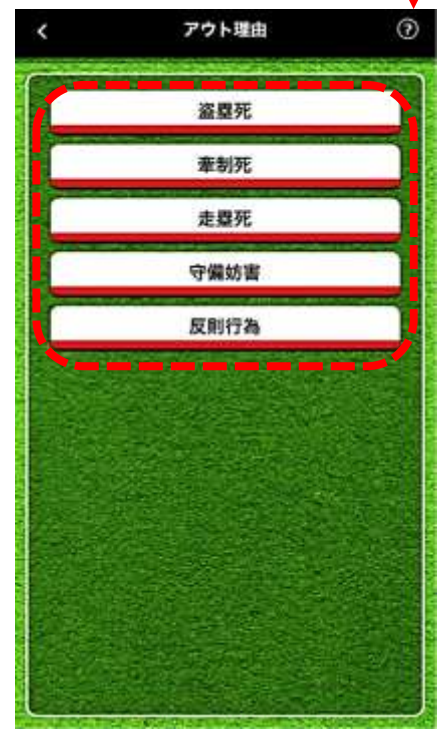 アウト理由
盗塁死
牽制死
走塁死
守備妨害
反則行為